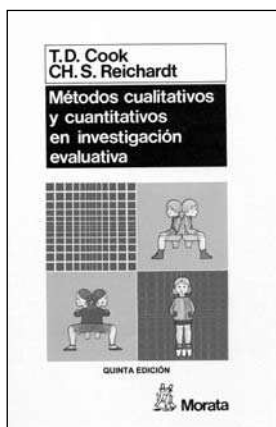 T.D. Cook
CH. S. Reichardt
Métodos cualitativos
y cuantitativos
en investigación
evaluativa
QUINTA EDICIÓN
Morata